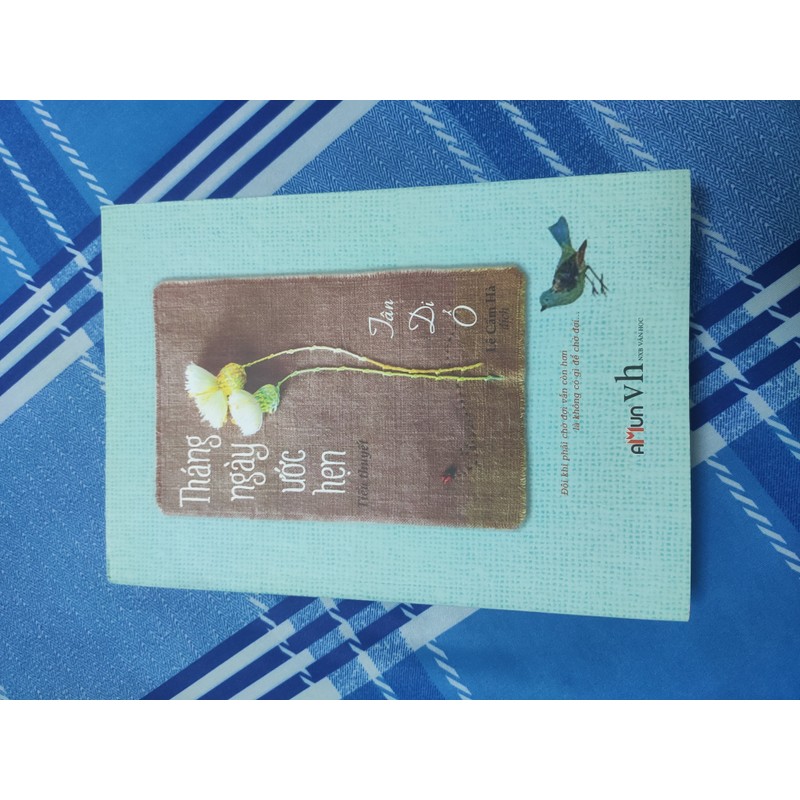 Tháng
ngày
ước
hẹn
Tiểu thuyết
Tân
Di
Ổ
Lê Cẩm Hà
dịch
Đôi khi phải chờ đợi vẫn còn hơn
là không có gì để chờ đợi...
AMUN
vh
NXB VĂN HỌC